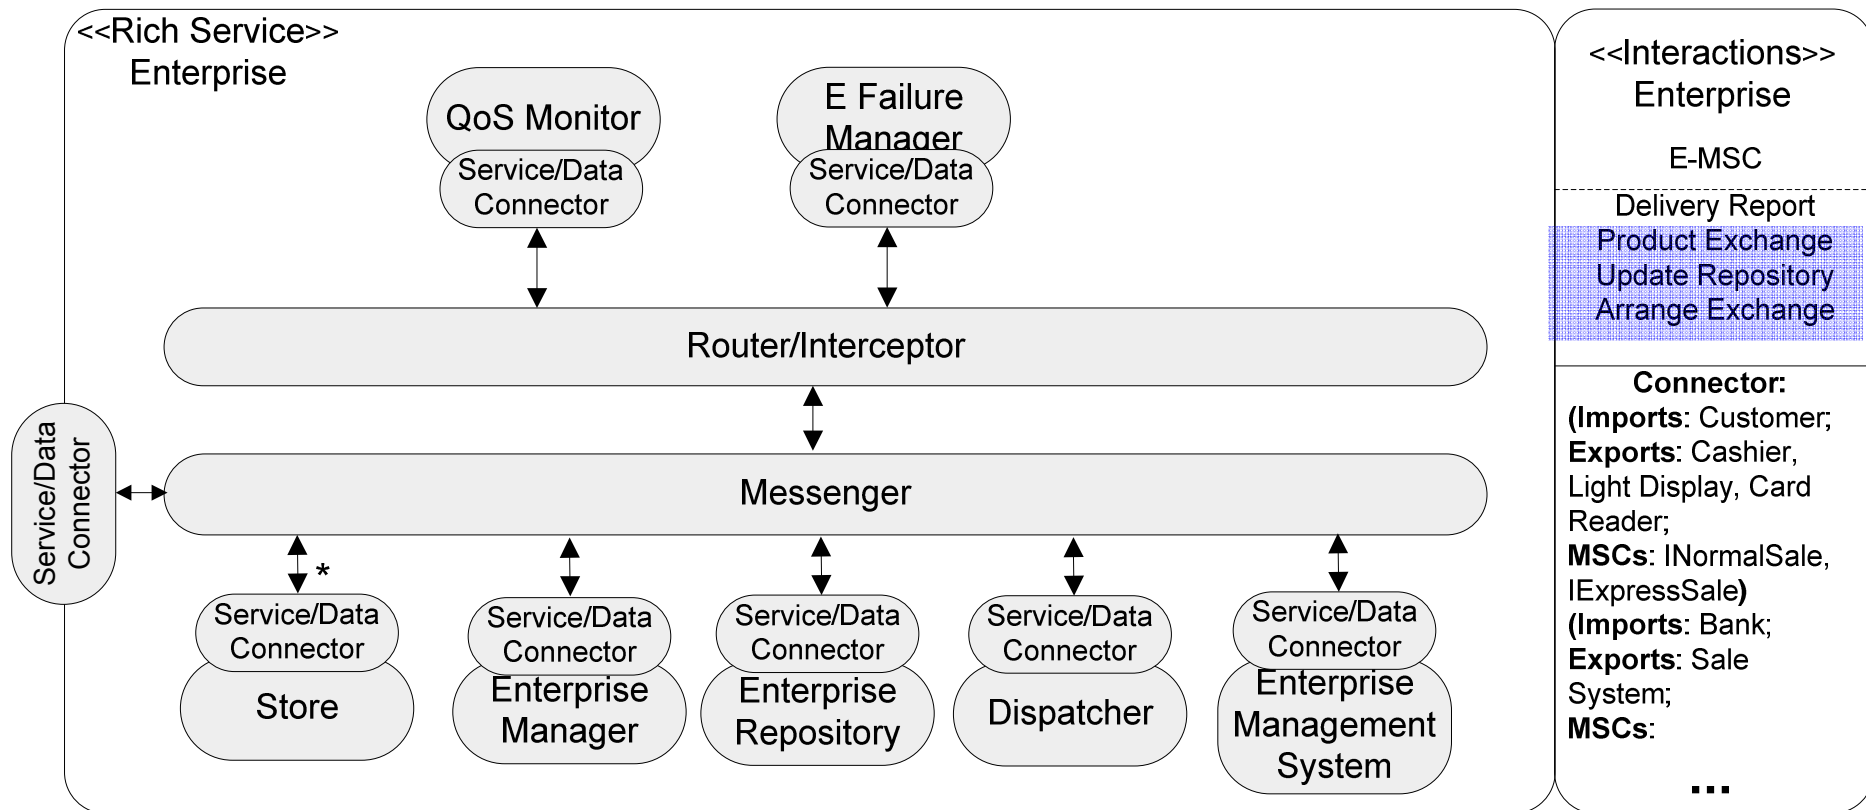 <<Rich Service>>
Enterprise
QoS Monitor
Service/Data
Connector
E Failure
Manager
Service/Data
Connector
Router/Interceptor
Service/Data
Connector
Messenger
*
Service/Data
Connector
Store
Service/Data
Connector
Enterprise
Manager
Service/Data
Connector
Enterprise
Repository
Service/Data
Connector
Dispatcher
Service/Data
Connector
Enterprise
Management
System
<<Interactions>>
Enterprise
E-MSC
Delivery Report
Product Exchange
Update Repository
Arrange Exchange
Connector:
(Imports: Customer;
Exports: Cashier,
Light Display, Card
Reader;
MSCs: INormalSale,
IExpressSale)
(Imports: Bank;
Exports: Sale
System;
MSCs:
...